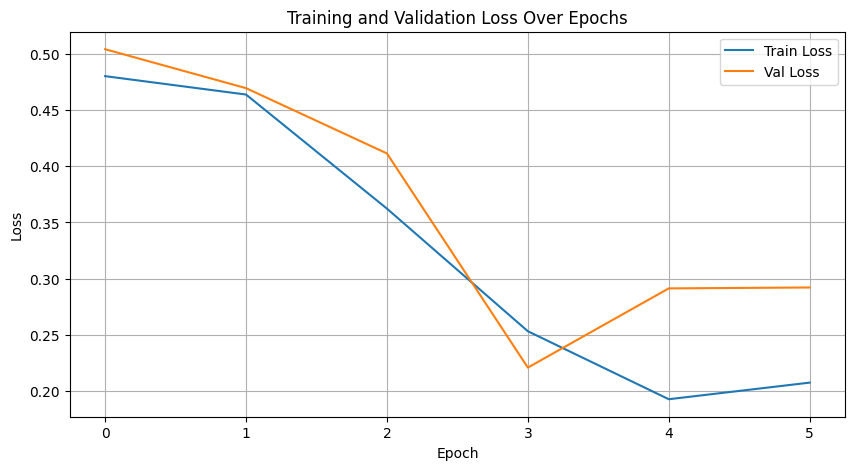 Training and Validation Loss Over Epochs
Train Loss
Val Loss
0.50
0.45
0.40
0.35
0.30
0.25
0.20
Loss
0 1 2 3 4 5
Epoch